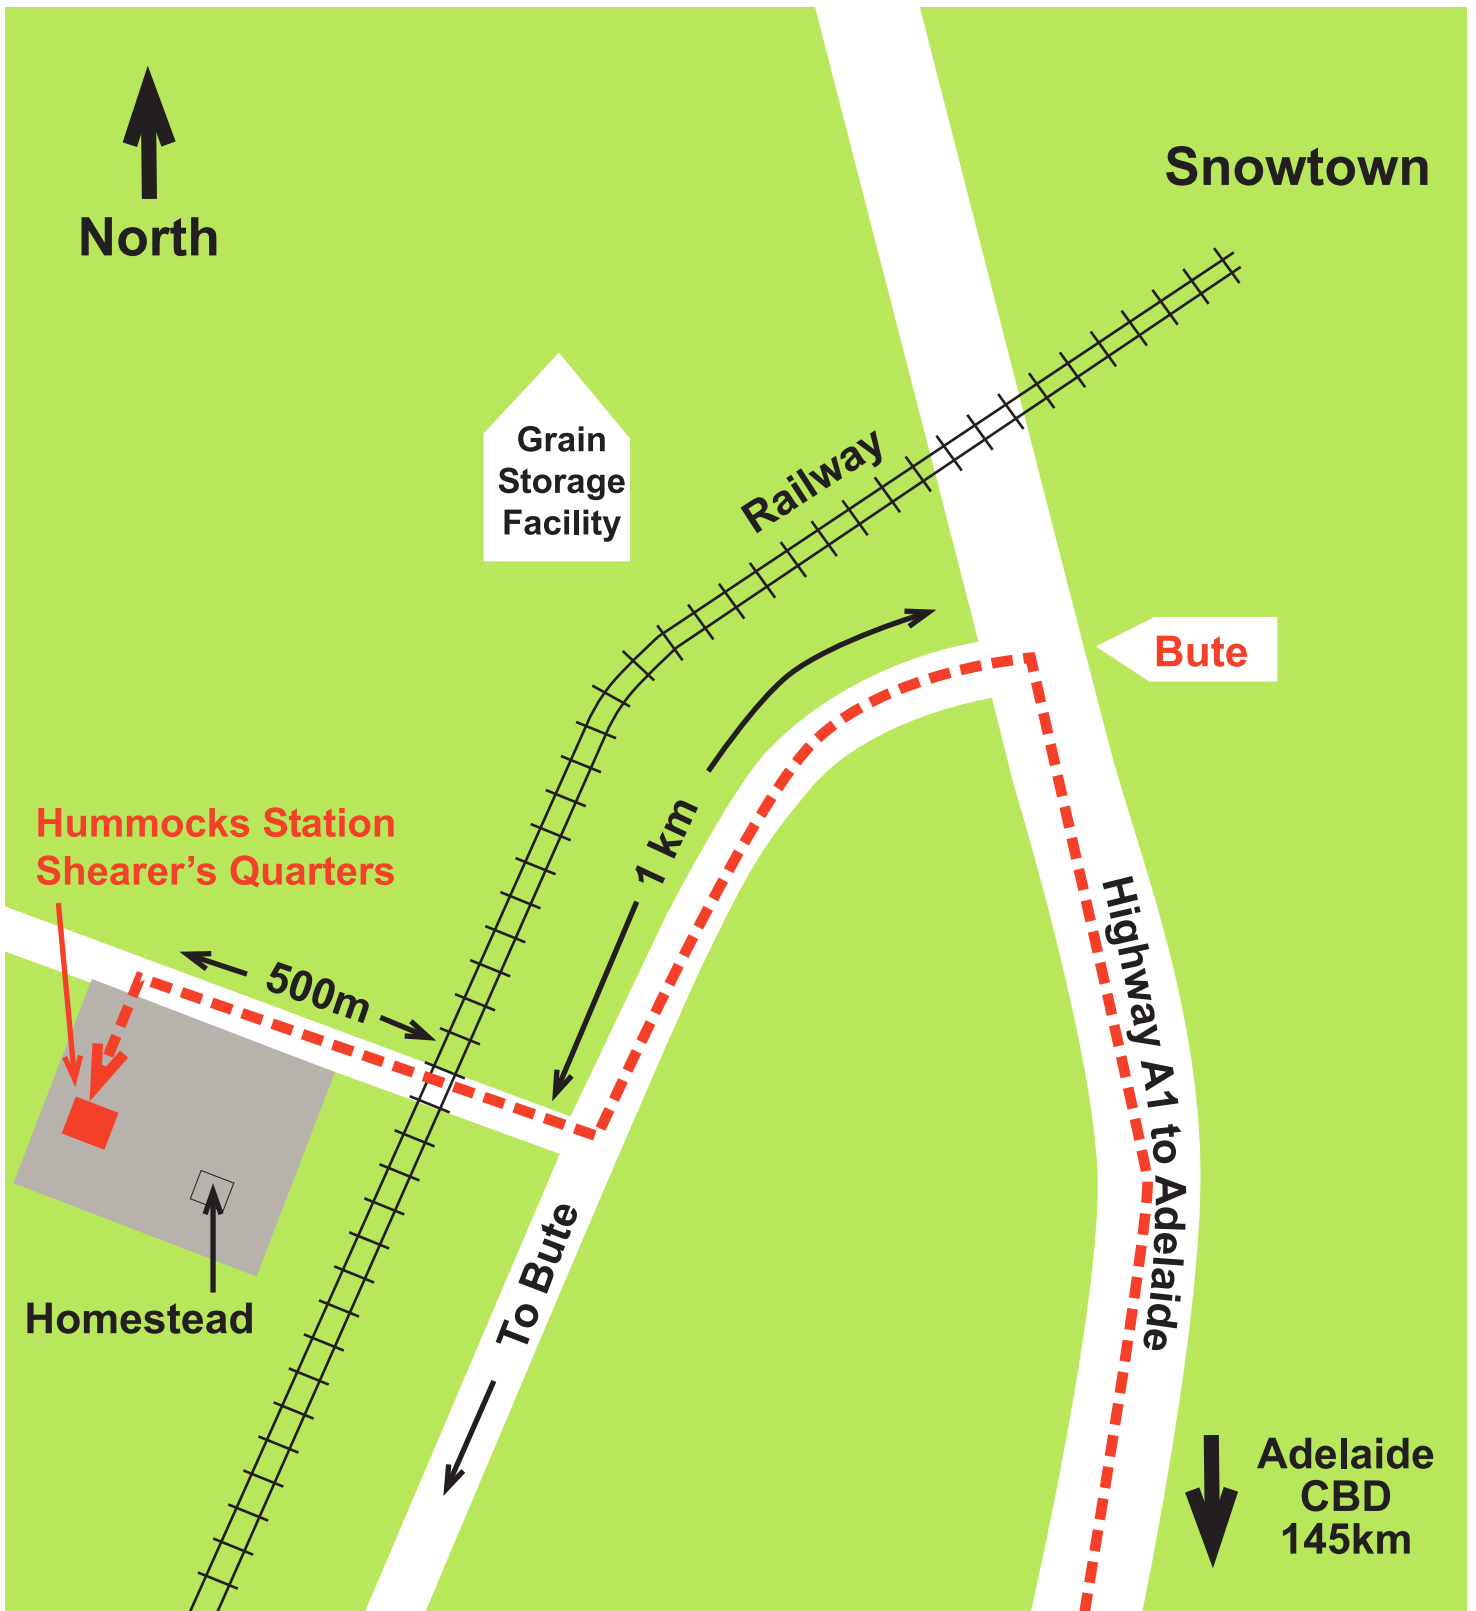 Snowtown
North
Grain
Storage
Facility
Railway
Bute
1 km
Hummocks Station
Shearer’s Quarters
500m
Highway A1 to Adelaide
To Bute
Homestead
Adelaide
CBD
145km